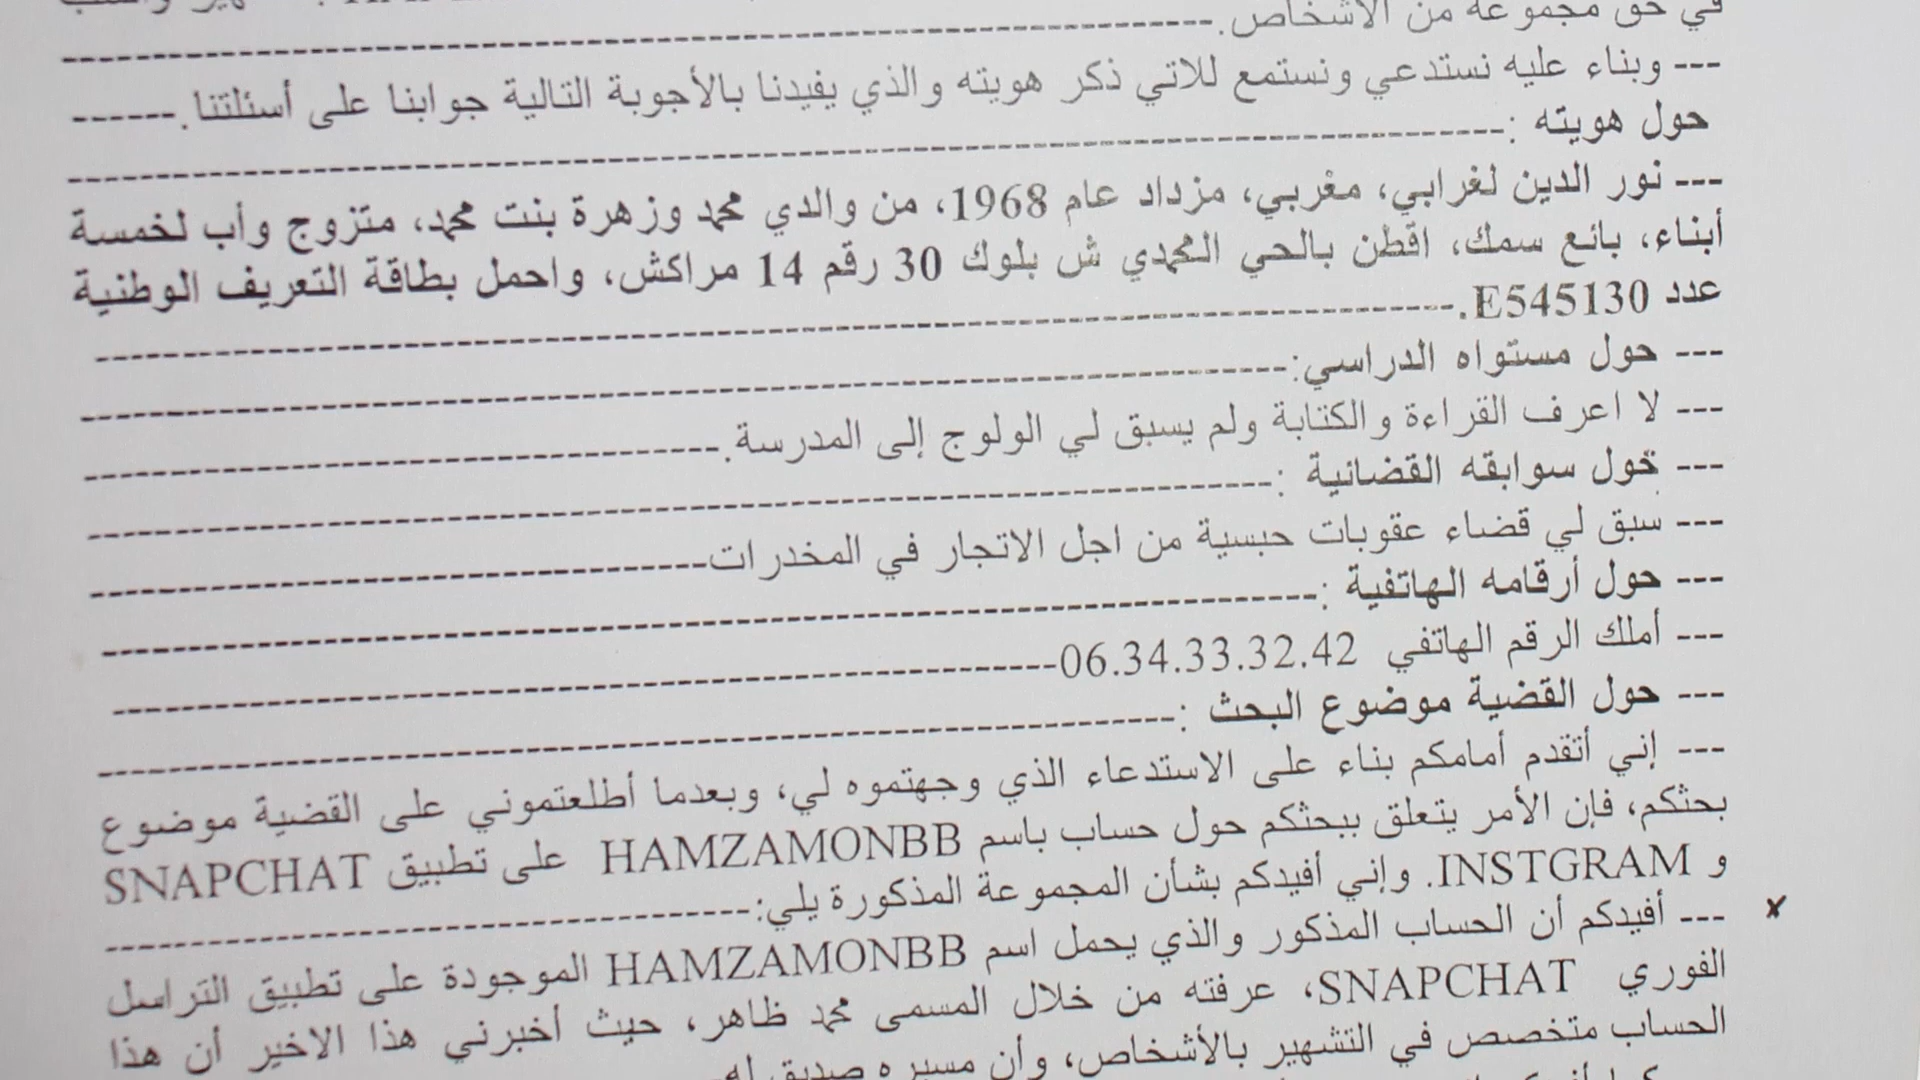 في حق مجموعة من الأشخاص.
--- وبناء عليه نستدعي ونستمع للاتي ذكر هويته والذي يفيدنا بالأجوبة التالية جوابنا على أسئلتنا.------
حول هويته :
--- نور الدين لغرابي، مغربي، مزداد عام 1968، من والدي محمد وزهرة بنت محمد، متزوج وأب لخمسة
أبناء، بائع سمك، اقطن بالحي المحمدي ش بلوك 30 رقم 14 مراكش، واحمل بطاقة التعريف الوطنية
عدد E545130.
--- حول مستواه الدراسي:
--- لا اعرف القراءة والكتابة ولم يسبق لي الولوج إلى المدرسة.
--- حول سوابقه القضائية :
--- سبق لي قضاء عقوبات حبسية من اجل الاتجار في المخدرات
--- حول أرقامه الهاتفية :
--- أملك الرقم الهاتفي 06.34.33.32.42
--- حول القضية موضوع البحث :
--- إني أتقدم أمامكم بناء على الاستدعاء الذي وجهتموه لي، وبعدما أطلعتموني على القضية موضوع
بحثكم، فإن الأمر يتعلق ببحثكم حول حساب باسم HAMZAMONBB على تطبيق SNAPCHAT
و INSTGRAM. وإني أفيدكم بشأن المجموعة المذكورة يلي:
x --- أفيدكم أن الحساب المذكور والذي يحمل اسم HAMZAMONBB الموجودة على تطبيق التراسل
الفوري SNAPCHAT، عرفته من خلال المسمى محمد ظاهر، حيث أخبرني هذا الاخير أن هذا
الحساب متخصص في التشهير بالأشخاص، وأن مسيره صديق له